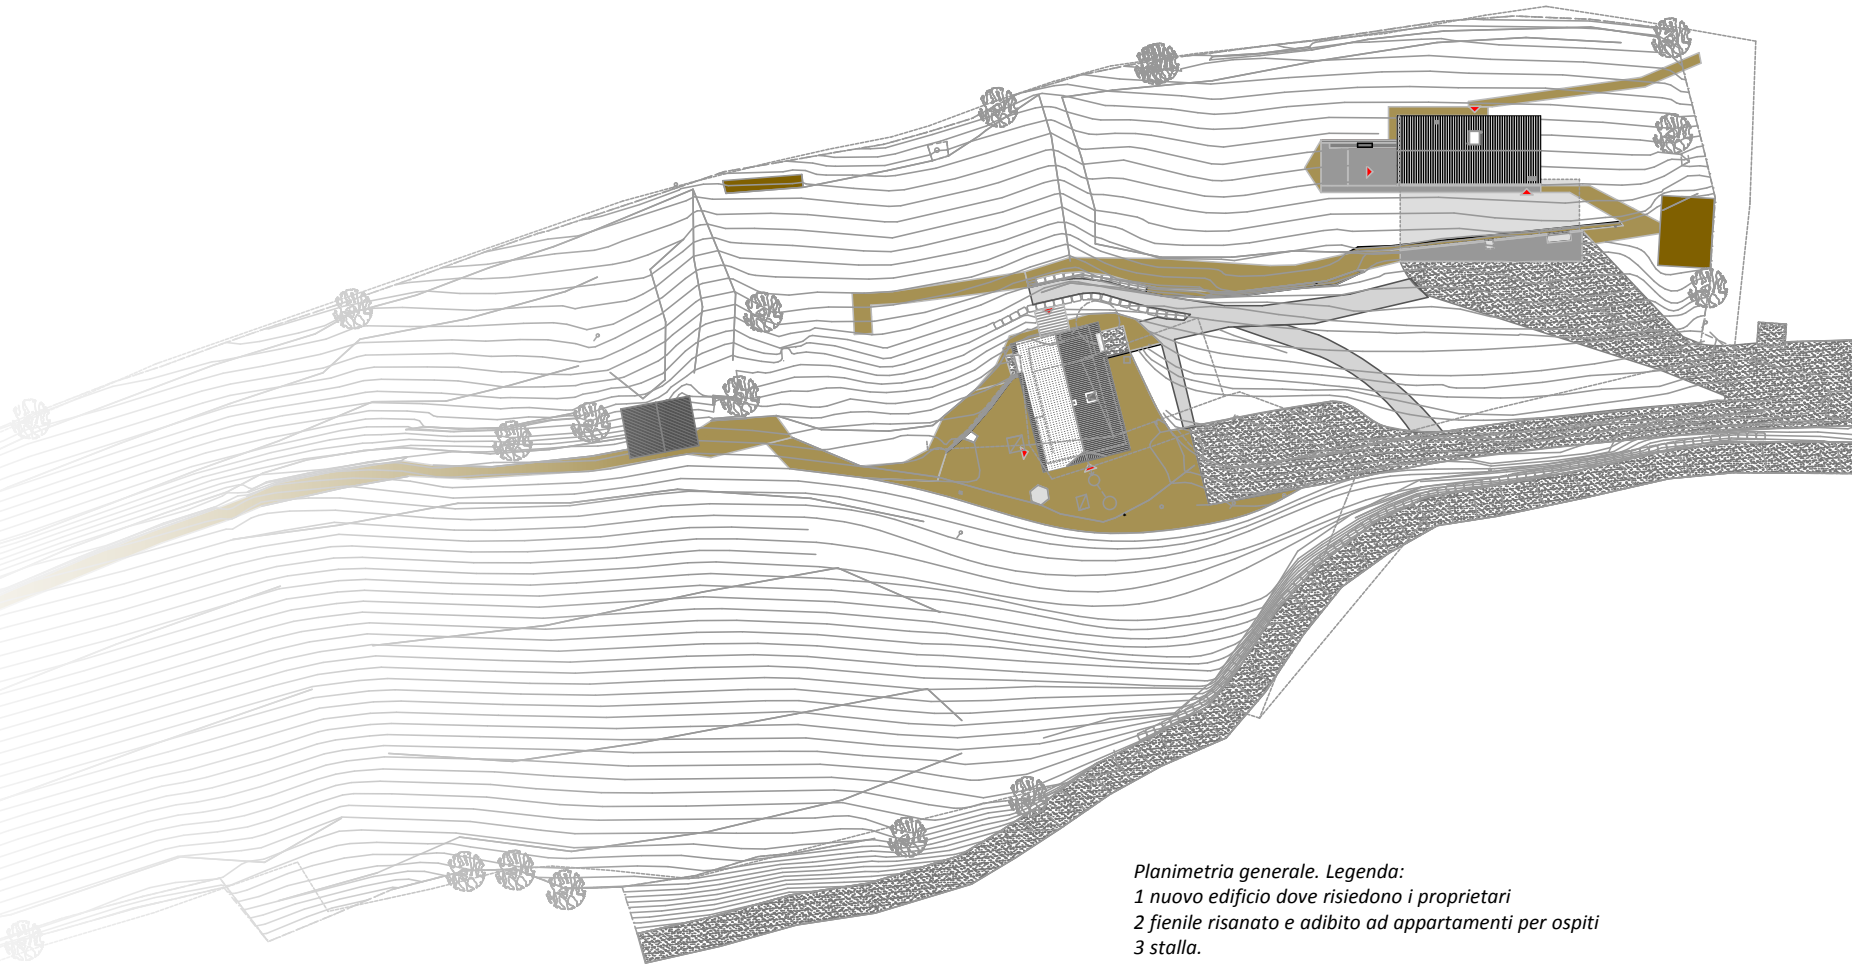 Planimetria generale. Legenda:
1 nuovo edificio dove risiedono i proprietari
2 fienile risanato e adibito ad appartamenti per ospiti
3 stalla.